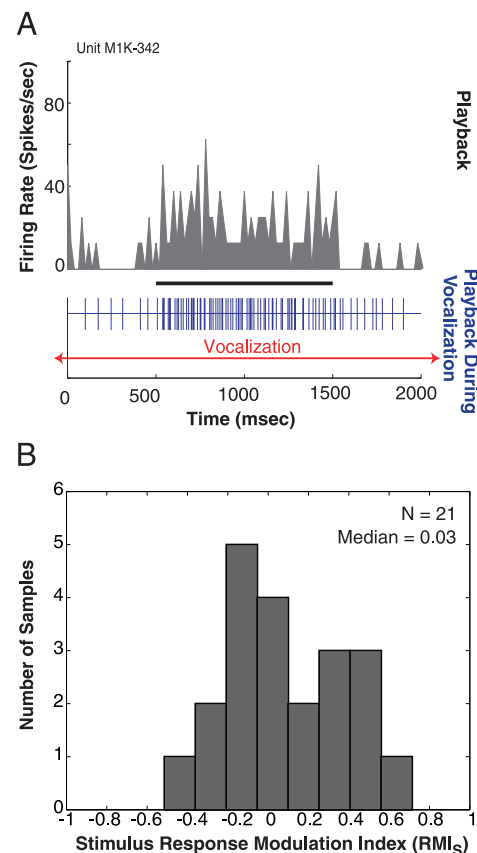 A
Unit M1K-342
Firing Rate (Spikes/sec)
80
40
0
Playback
Playback During
Vocalization
Vocalization
0 500 1000 1500 2000
Time (msec)
B
N = 21
Median = 0.03
Number of Samples
6
5
4
3
2
1
0
-1 -0.8 -0.6 -0.4 -0.2 0 0.2 0.4 0.6 0.8 1
Stimulus Response Modulation Index (RMIS)